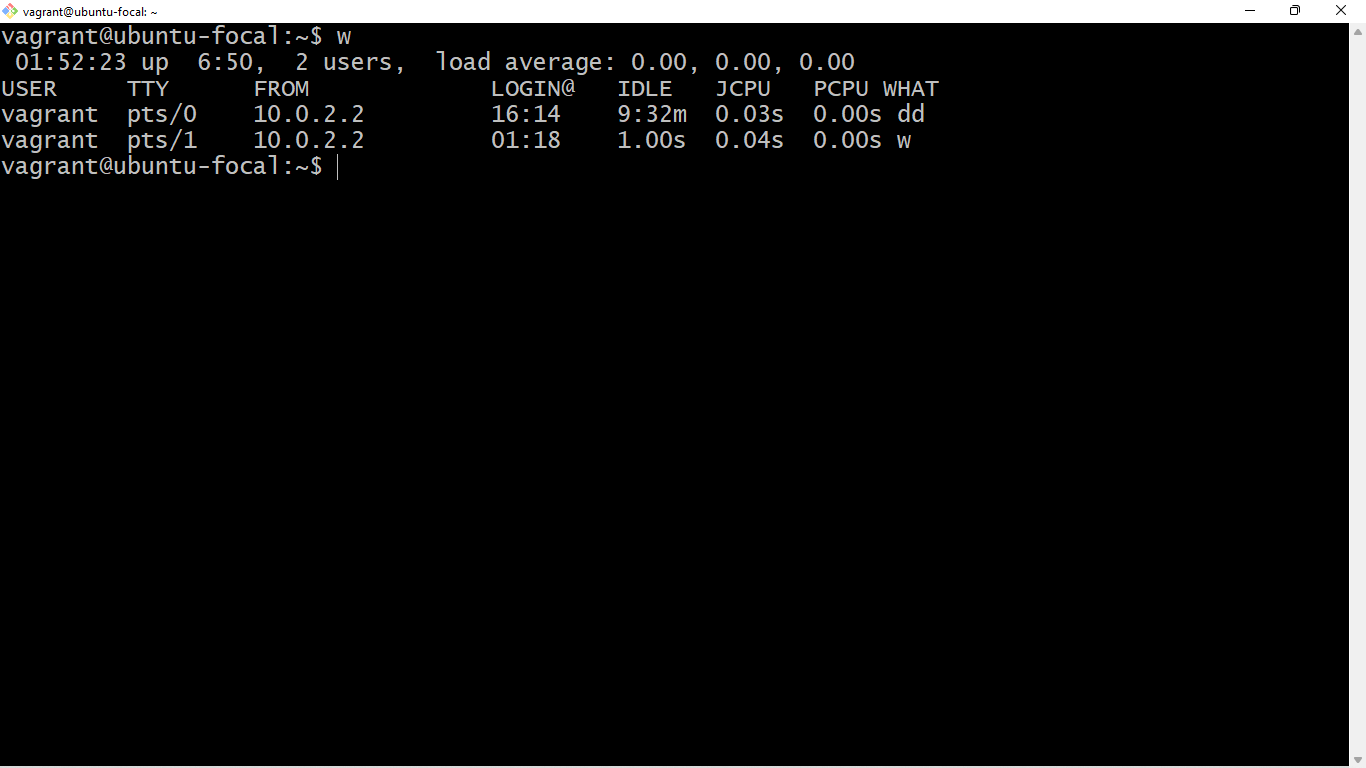 vagrant@ubuntu-focal: ~
vagrant@ubuntu-focal:~$ w
 01:52:23 up  6:50,  2 users,  load average: 0.00, 0.00, 0.00
USER     TTY      FROM             LOGIN@   IDLE   JCPU   PCPU WHAT
vagrant  pts/0    10.0.2.2         16:14    9:32m  0.03s  0.00s dd
vagrant  pts/1    10.0.2.2         01:18    1.00s  0.04s  0.00s w
vagrant@ubuntu-focal:~$